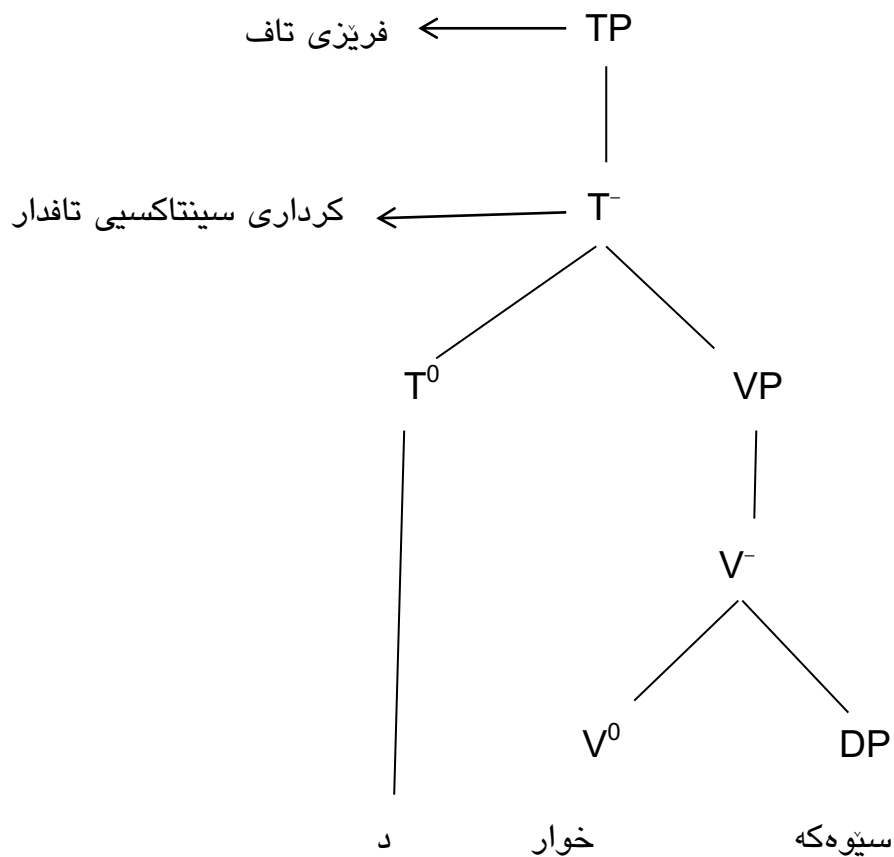 TP فرێزی تاف
T⁻ کرداری سینتاکسیی تافدار
T⁰ VP
V⁻
V⁰ DP
د خوار سێوەکە